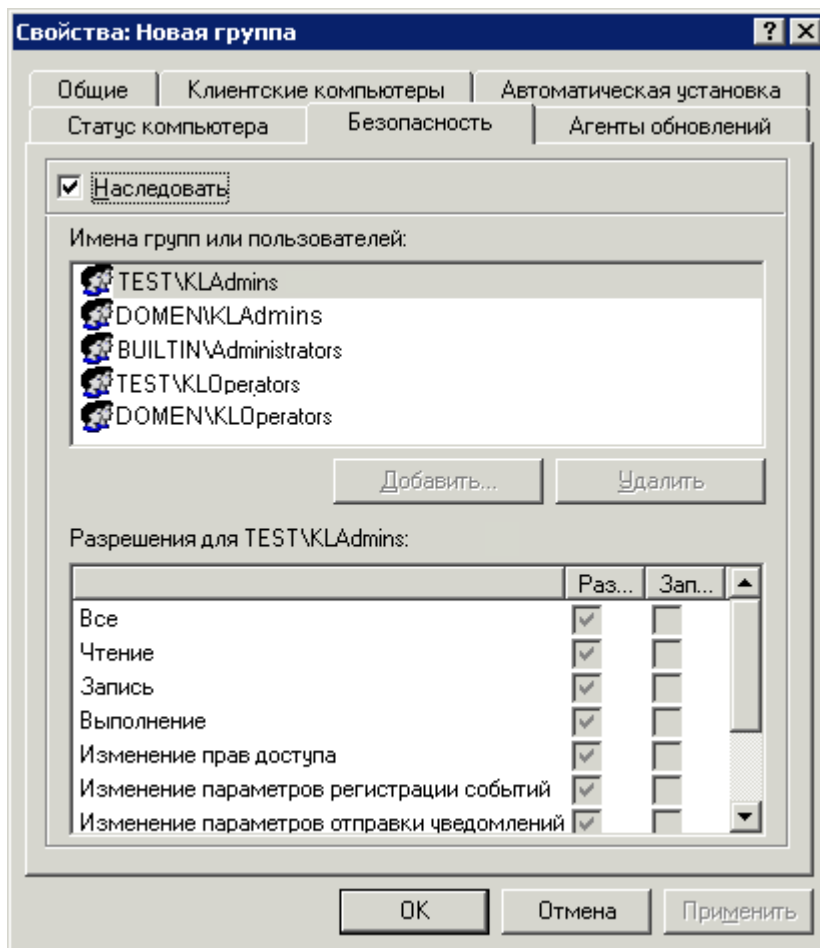 Свойства: Новая группа
Общие Клиентские компьютеры Автоматическая установка
Статус компьютера Безопасность Агенты обновлений
Наследовать
Имена групп или пользователей:
TEST\KLAdmins
DOMEN\KLAdmins
BUILTIN\Administrators
TEST\KLOperators
DOMEN\KLOperators
Добавить... Удалить
Разрешения для TEST\KLAdmins:
Раз... Зап...
Все
Чтение
Запись
Выполнение
Изменение прав доступа
Изменение параметров регистрации событий
Изменение параметров отправки уведомлений
OK Отмена Применить